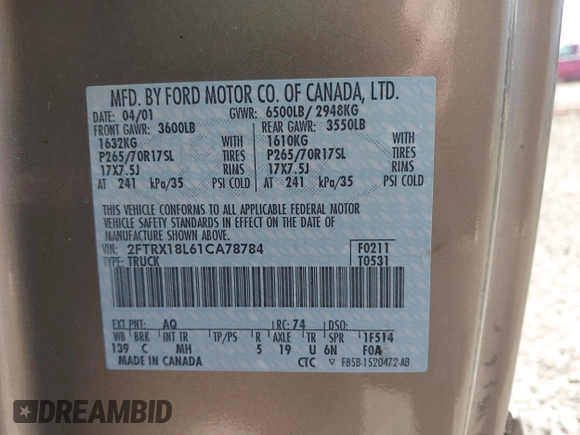 MFD. BY FORD MOTOR CO. OF CANADA, LTD.
DATE: 04/01 GVWR: 6500LB/ 2948KG
FRONT GAWR: 3600LB REAR GAWR: 3550LB
1632KG WITH 1610KG WITH
P265/70R17SL TIRES P265/70R17SL TIRES
17X7.5J RIMS 17X7.5J RIMS
AT 241 kPa/35 PSI COLD AT 241 kPa/35 PSI COLD
THIS VEHICLE CONFORMS TO ALL APPLICABLE FEDERAL MOTOR
VEHICLE SAFETY STANDARDS IN EFFECT ON THE DATE OF
MANUFACTURE SHOWN ABOVE.
VIN: 2FTRX18L61CA78784 F0211
TYPE: TRUCK T0531
EXT PNT: AQ RC: 74 DSO:
WB BRK INT TR TP/PS R AXLE TR SPR 1F514
139 C MH 5 19 U 6N F0A
MADE IN CANADA CTC ▽ F85B-1520472-AB
DREAMBID